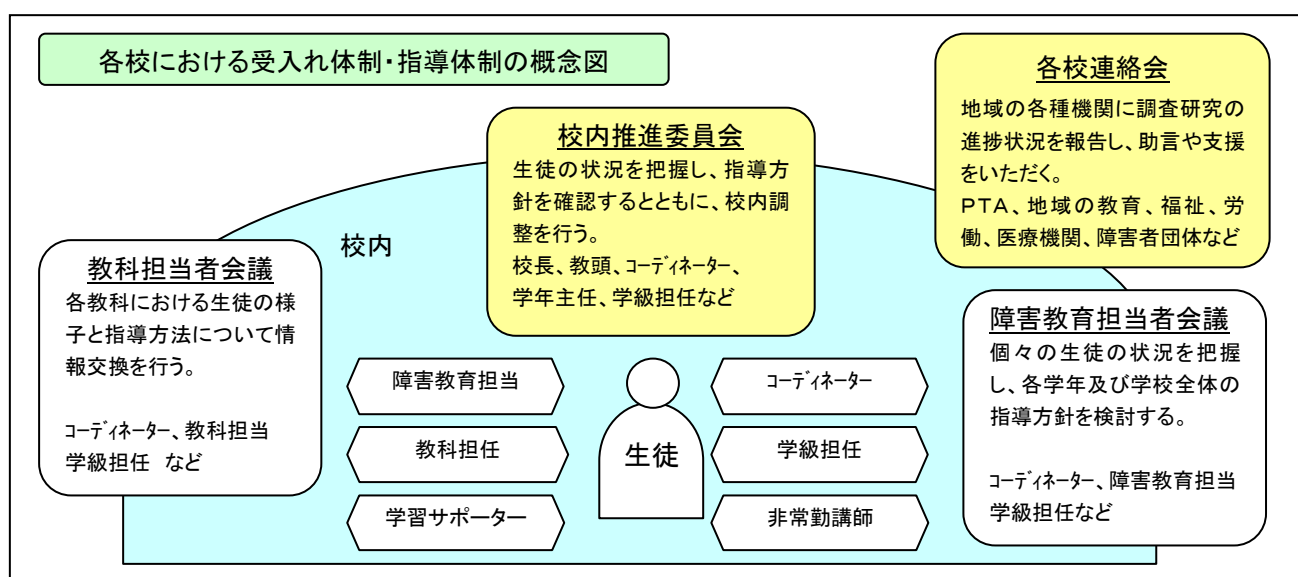 各校における受入れ体制・指導体制の概念図
各校連絡会
地域の各種機関に調査研究の
進捗状況を報告し、助言や支援
をいただく。
PTA、地域の教育、福祉、労
働、医療機関、障害者団体など
校内推進委員会
生徒の状況を把握し、指導方
針を確認するとともに、校内調
整を行う。
校長、教頭、ｺｰﾃﾞｨﾈｰﾀｰ、
学年主任、学級担任など
校内
教科担当者会議
各教科における生徒の様
子と指導方法について情
報交換を行う。
ｺｰﾃﾞｨﾈｰﾀｰ、教科担当
学級担任 など
障害教育担当者会議
個々の生徒の状況を把握
し、各学年及び学校全体の
指導方針を検討する。
ｺｰﾃﾞｨﾈｰﾀｰ、障害教育担当
学級担任など
障害教育担当
教科担任
学習サポーター
生徒
ｺｰﾃﾞｨﾈｰﾀｰ
学級担任
非常勤講師